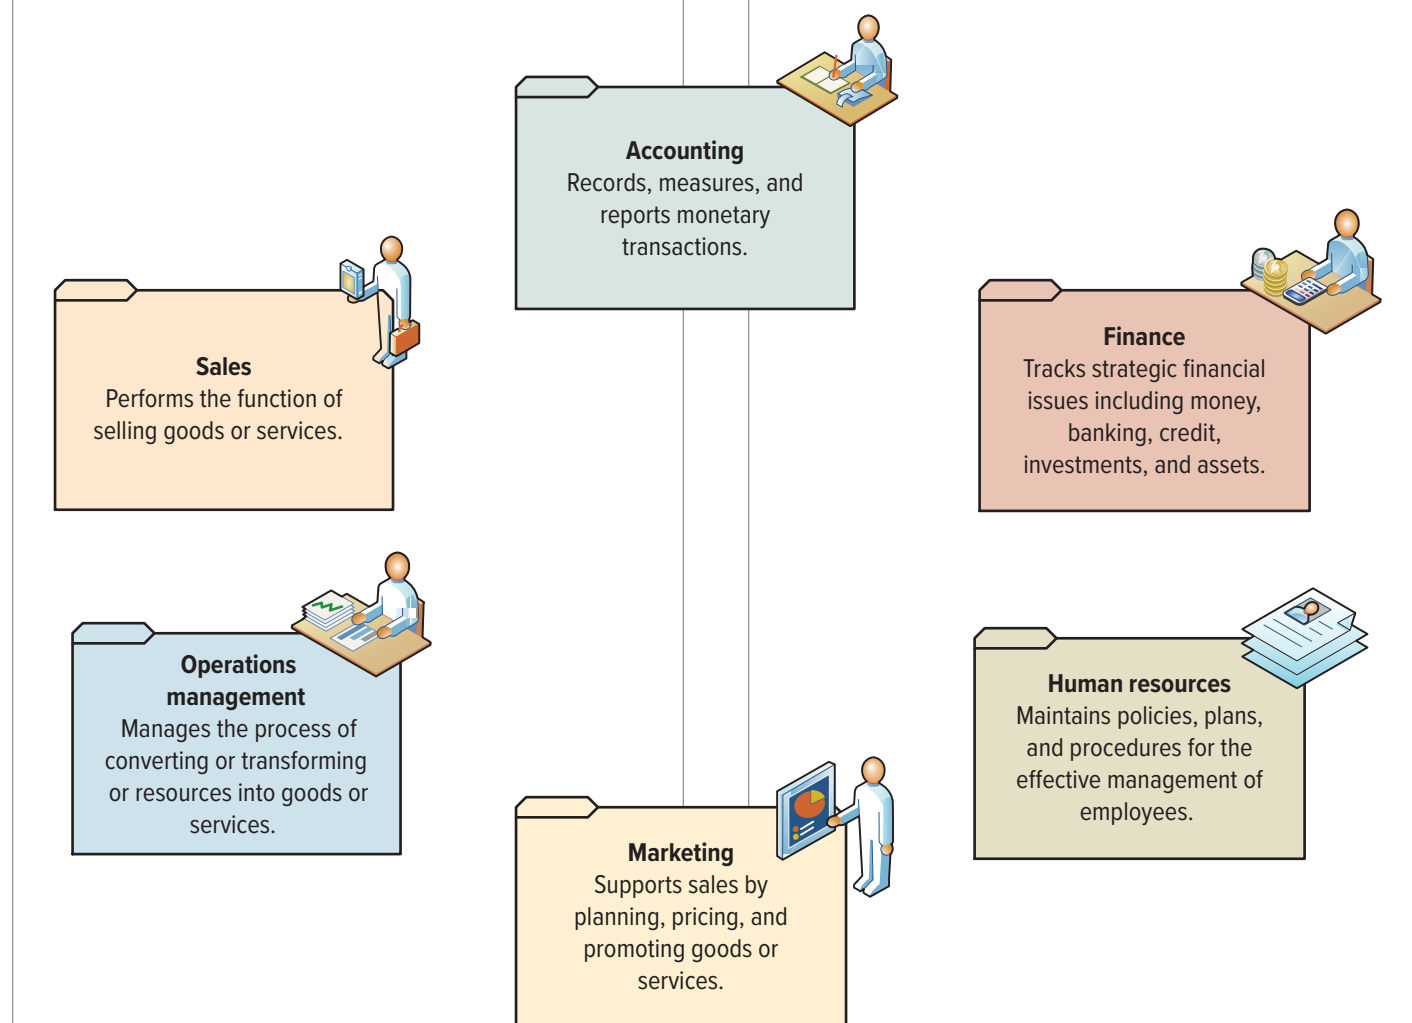 Accounting
Records, measures, and
reports monetary
transactions.
Sales
Performs the function of
selling goods or services.
Finance
Tracks strategic financial
issues including money,
banking, credit,
investments, and assets.
Operations
management
Manages the process of
converting or transforming
or resources into goods or
services.
Human resources
Maintains policies, plans,
and procedures for the
effective management of
employees.
Marketing
Supports sales by
planning, pricing, and
promoting goods or
services.